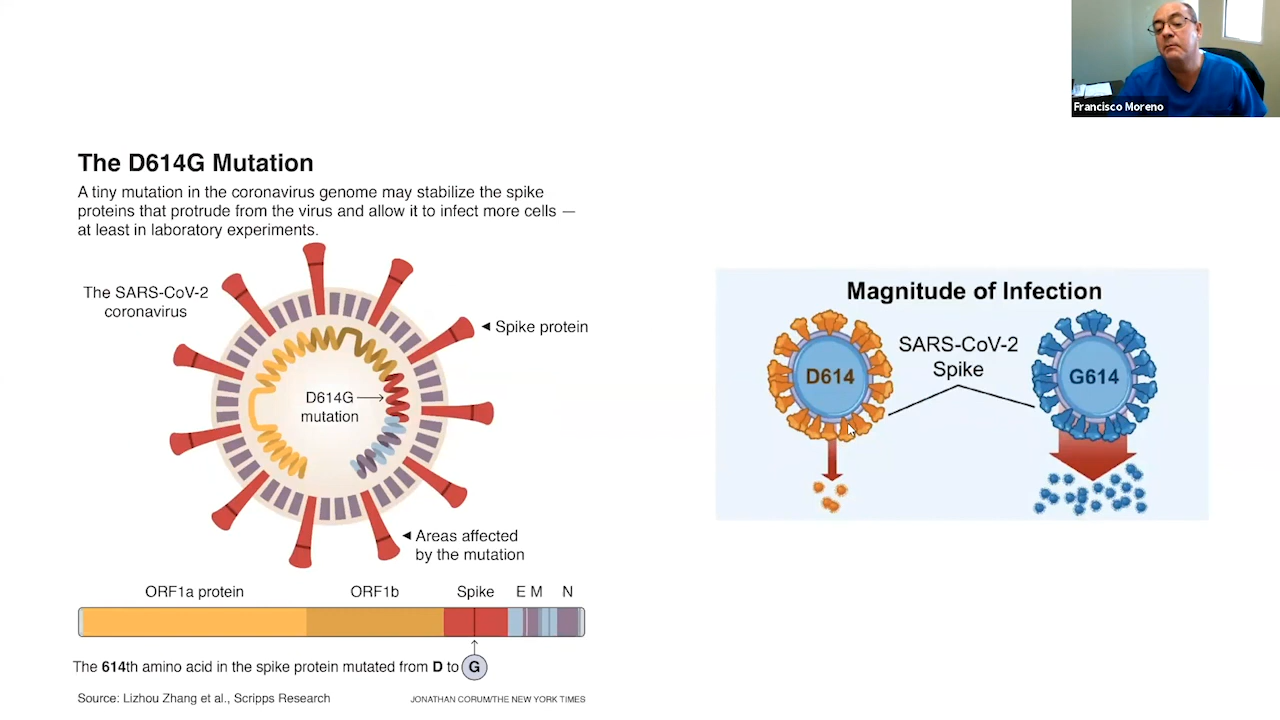 Francisco Moreno
The D614G Mutation
A tiny mutation in the coronavirus genome may stabilize the spike
proteins that protrude from the virus and allow it to infect more cells —
at least in laboratory experiments.
The SARS-CoV-2
coronavirus
Spike protein
D614G
mutation
Areas affected
by the mutation
ORF1a protein ORF1b Spike E M N
The 614th amino acid in the spike protein mutated from D to G
Source: Lizhou Zhang et al., Scripps Research
JONATHAN CORUM/THE NEW YORK TIMES
Magnitude of Infection
SARS-CoV-2
Spike
D614
G614